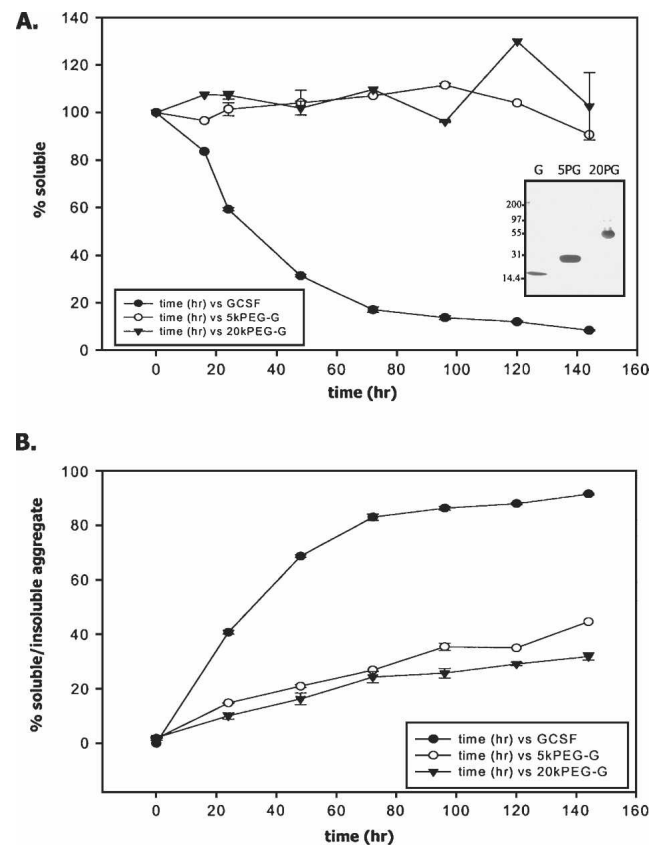 A.
140
120
100
80
60
40
20
0
% soluble
G 5PG 20PG
200
97
55
31
14.4
time (hr) vs GCSF
time (hr) vs 5kPEG-G
time (hr) vs 20kPEG-G
0 20 40 60 80 100 120 140 160
time (hr)
B.
100
80
60
40
20
0
% soluble/insoluble aggregate
time (hr) vs GCSF
time (hr) vs 5kPEG-G
time (hr) vs 20kPEG-G
0 20 40 60 80 100 120 140 160
time (hr)